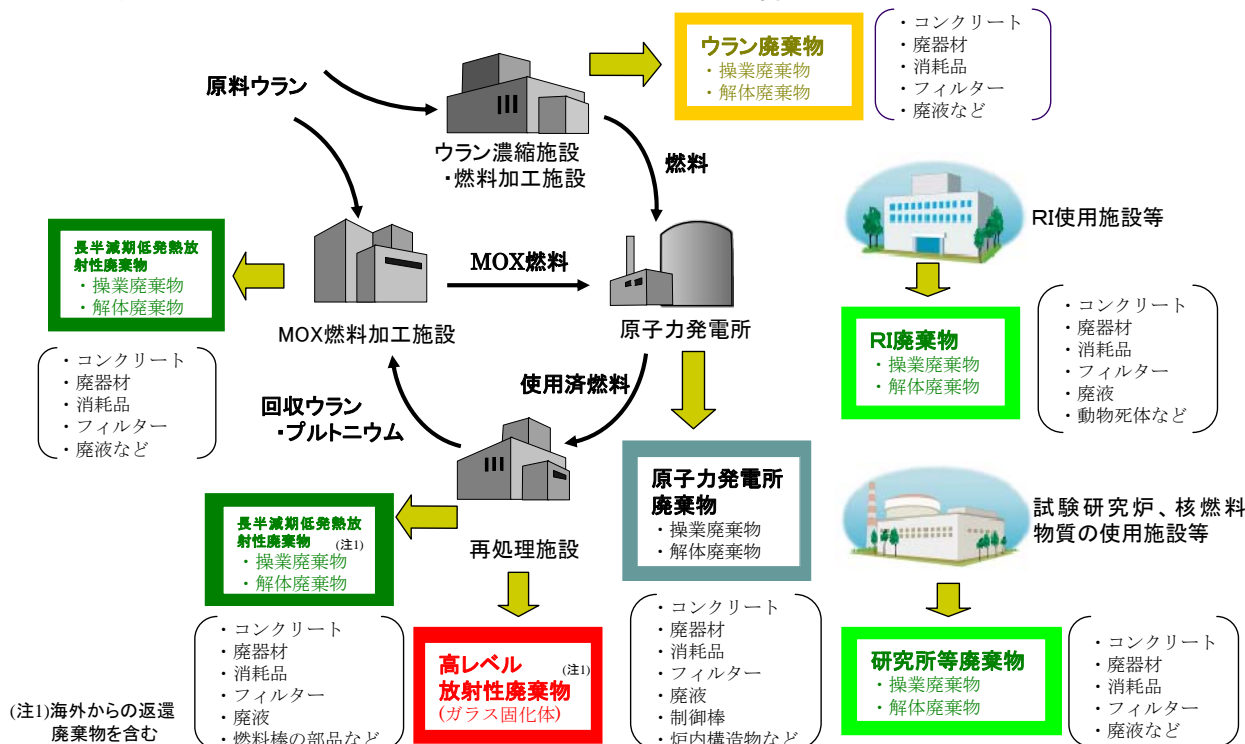 原料ウラン
ウラン濃縮施設
・燃料加工施設
ウラン廃棄物
・操業廃棄物
・解体廃棄物
・コンクリート
・廃器材
・消耗品
・フィルター
・廃液など
燃料
RI使用施設等
長半減期低発熱放
射性廃棄物
・操業廃棄物
・解体廃棄物
MOX燃料
MOX燃料加工施設
原子力発電所
・コンクリート
・廃器材
・消耗品
・フィルター
・廃液など
使用済燃料
回収ウラン
・プルトニウム
RI廃棄物
・操業廃棄物
・解体廃棄物
・コンクリート
・廃器材
・消耗品
・フィルター
・廃液
・動物死体など
原子力発電所
廃棄物
・操業廃棄物
・解体廃棄物
試験研究炉、核燃料
物質の使用施設等
長半減期低発熱放
射性廃棄物 (注1)
・操業廃棄物
・解体廃棄物
再処理施設
・コンクリート
・廃器材
・消耗品
・フィルター
・廃液
・燃料棒の部品など
高レベル (注1)
放射性廃棄物
(ガラス固化体)
・コンクリート
・廃器材
・消耗品
・フィルター
・廃液
・制御棒
・炉内構造物など
研究所等廃棄物
・操業廃棄物
・解体廃棄物
・コンクリート
・廃器材
・消耗品
・フィルター
・廃液など
(注1)海外からの返還
廃棄物を含む